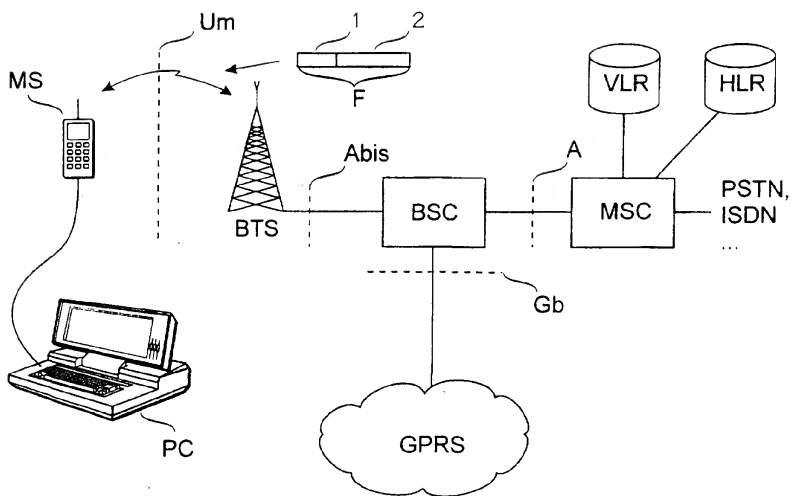 Um
1 2
MS
F
VLR HLR
Abis
A
BTS
BSC
MSC
PSTN,
ISDN
...
Gb
PC
GPRS